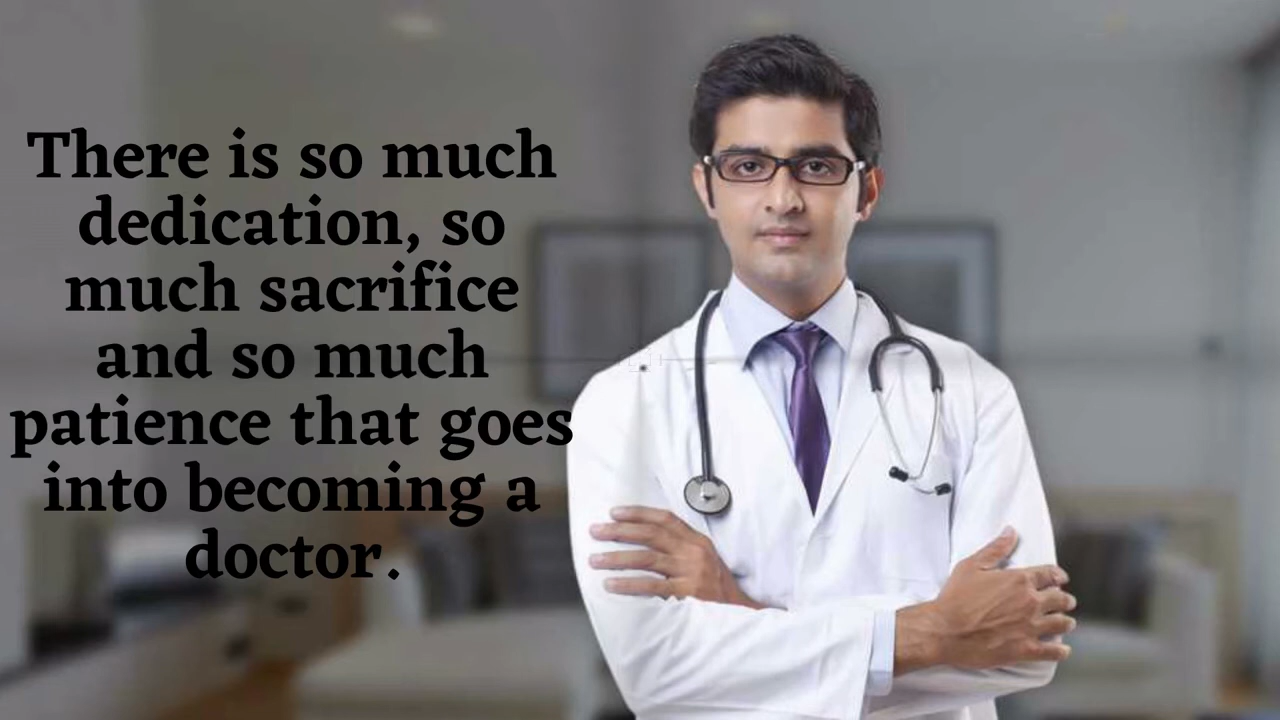 There is so much
dedication, so
much sacrifice
and so much
patience that goes
into becoming a
doctor.